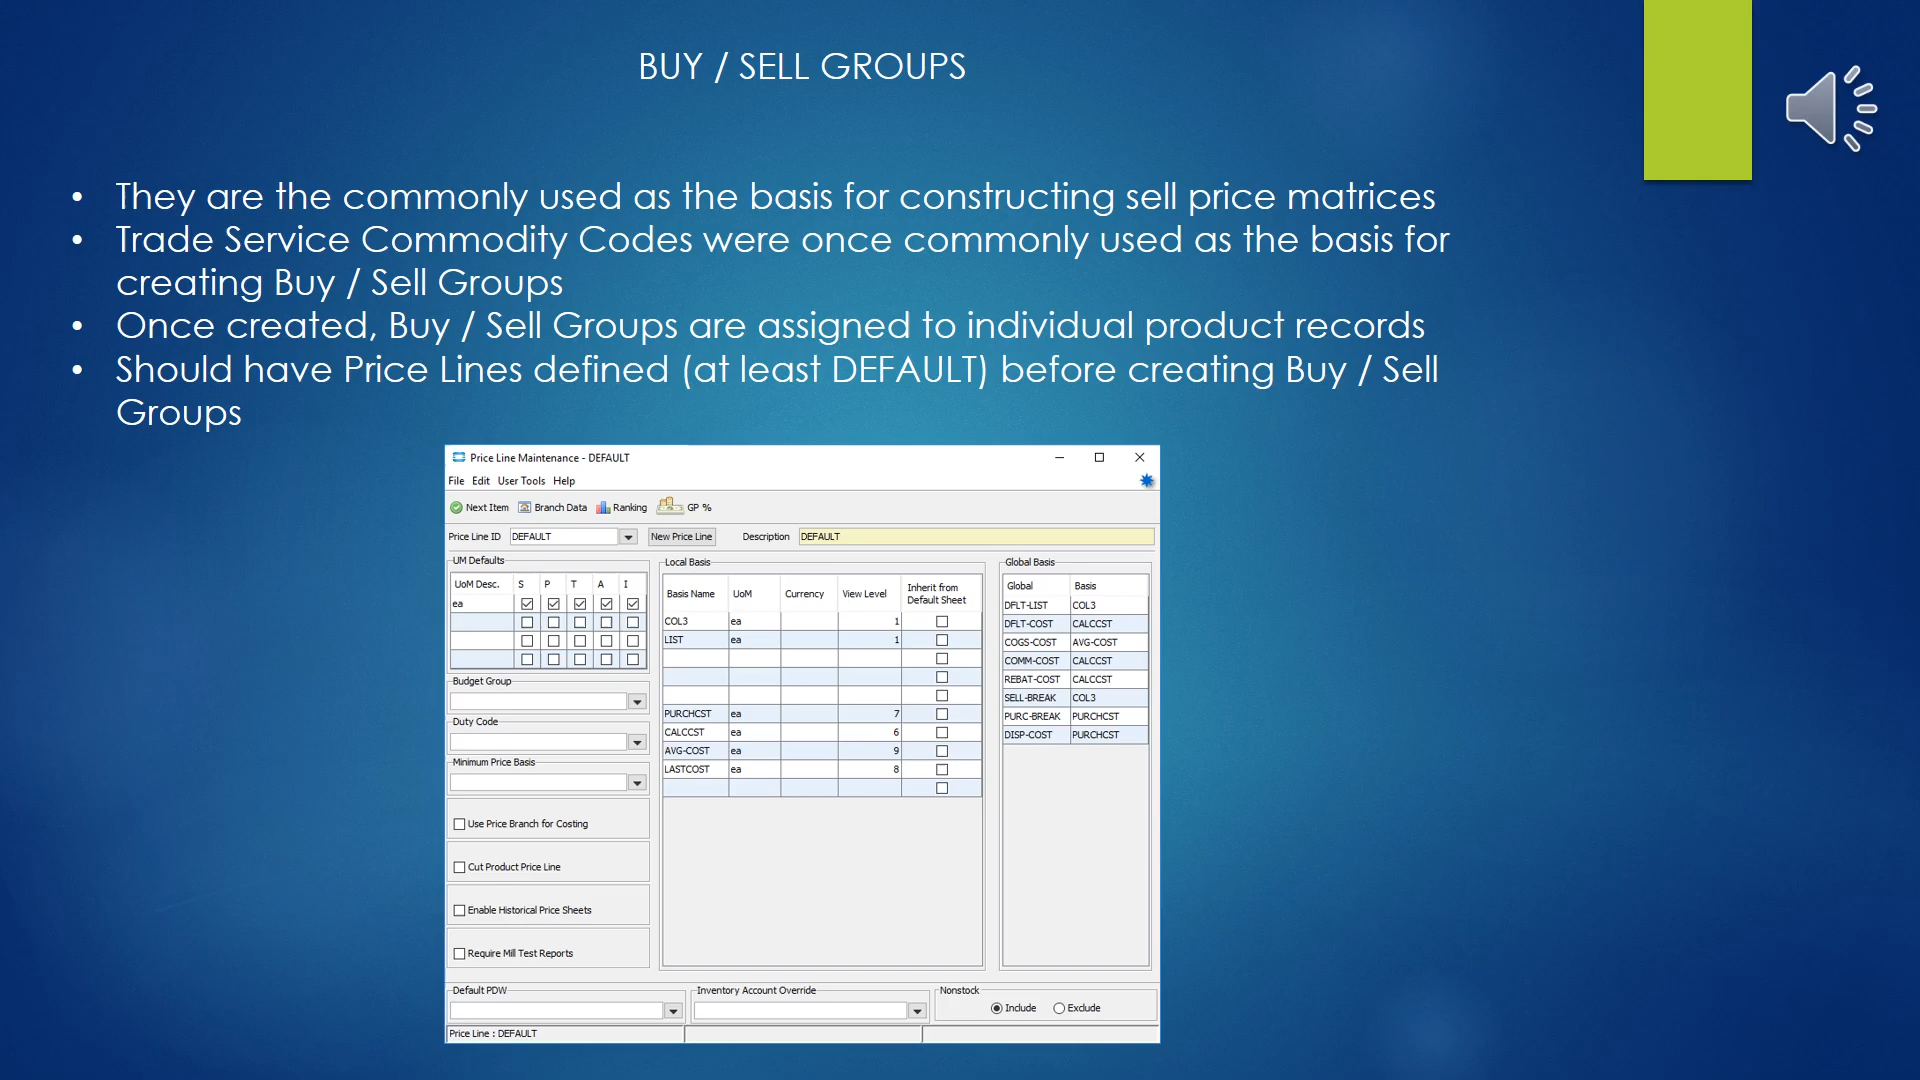 BUY / SELL GROUPS
• They are the commonly used as the basis for constructing sell price matrices
• Trade Service Commodity Codes were once commonly used as the basis for
creating Buy / Sell Groups
• Once created, Buy / Sell Groups are assigned to individual product records
• Should have Price Lines defined (at least DEFAULT) before creating Buy / Sell
Groups
Price Line Maintenance - DEFAULT
File Edit User Tools Help
Next Item Branch Data Ranking GP %
Price Line ID DEFAULT New Price Line Description DEFAULT
UM Defaults
UoM Desc. S P T A I
ea
Budget Group
Duty Code
Minimum Price Basis
Use Price Branch for Costing
Cut Product Price Line
Enable Historical Price Sheets
Require Mill Test Reports
Local Basis
Basis Name UoM Currency View Level Inherit from
Default Sheet
COL3 ea 1
LIST ea 1
PURCHCST ea 7
CALCCST ea 6
AVG-COST ea 9
LASTCOST ea 8
Global Basis
Global Basis
DFLT-LIST COL3
DFLT-COST CALCCST
COGS-COST AVG-COST
COMM-COST CALCCST
REBAT-COST CALCCST
SELL-BREAK COL3
PURC-BREAK PURCHCST
DISP-COST PURCHCST
Default PDW
Inventory Account Override
Nonstock
Include Exclude
Price Line : DEFAULT